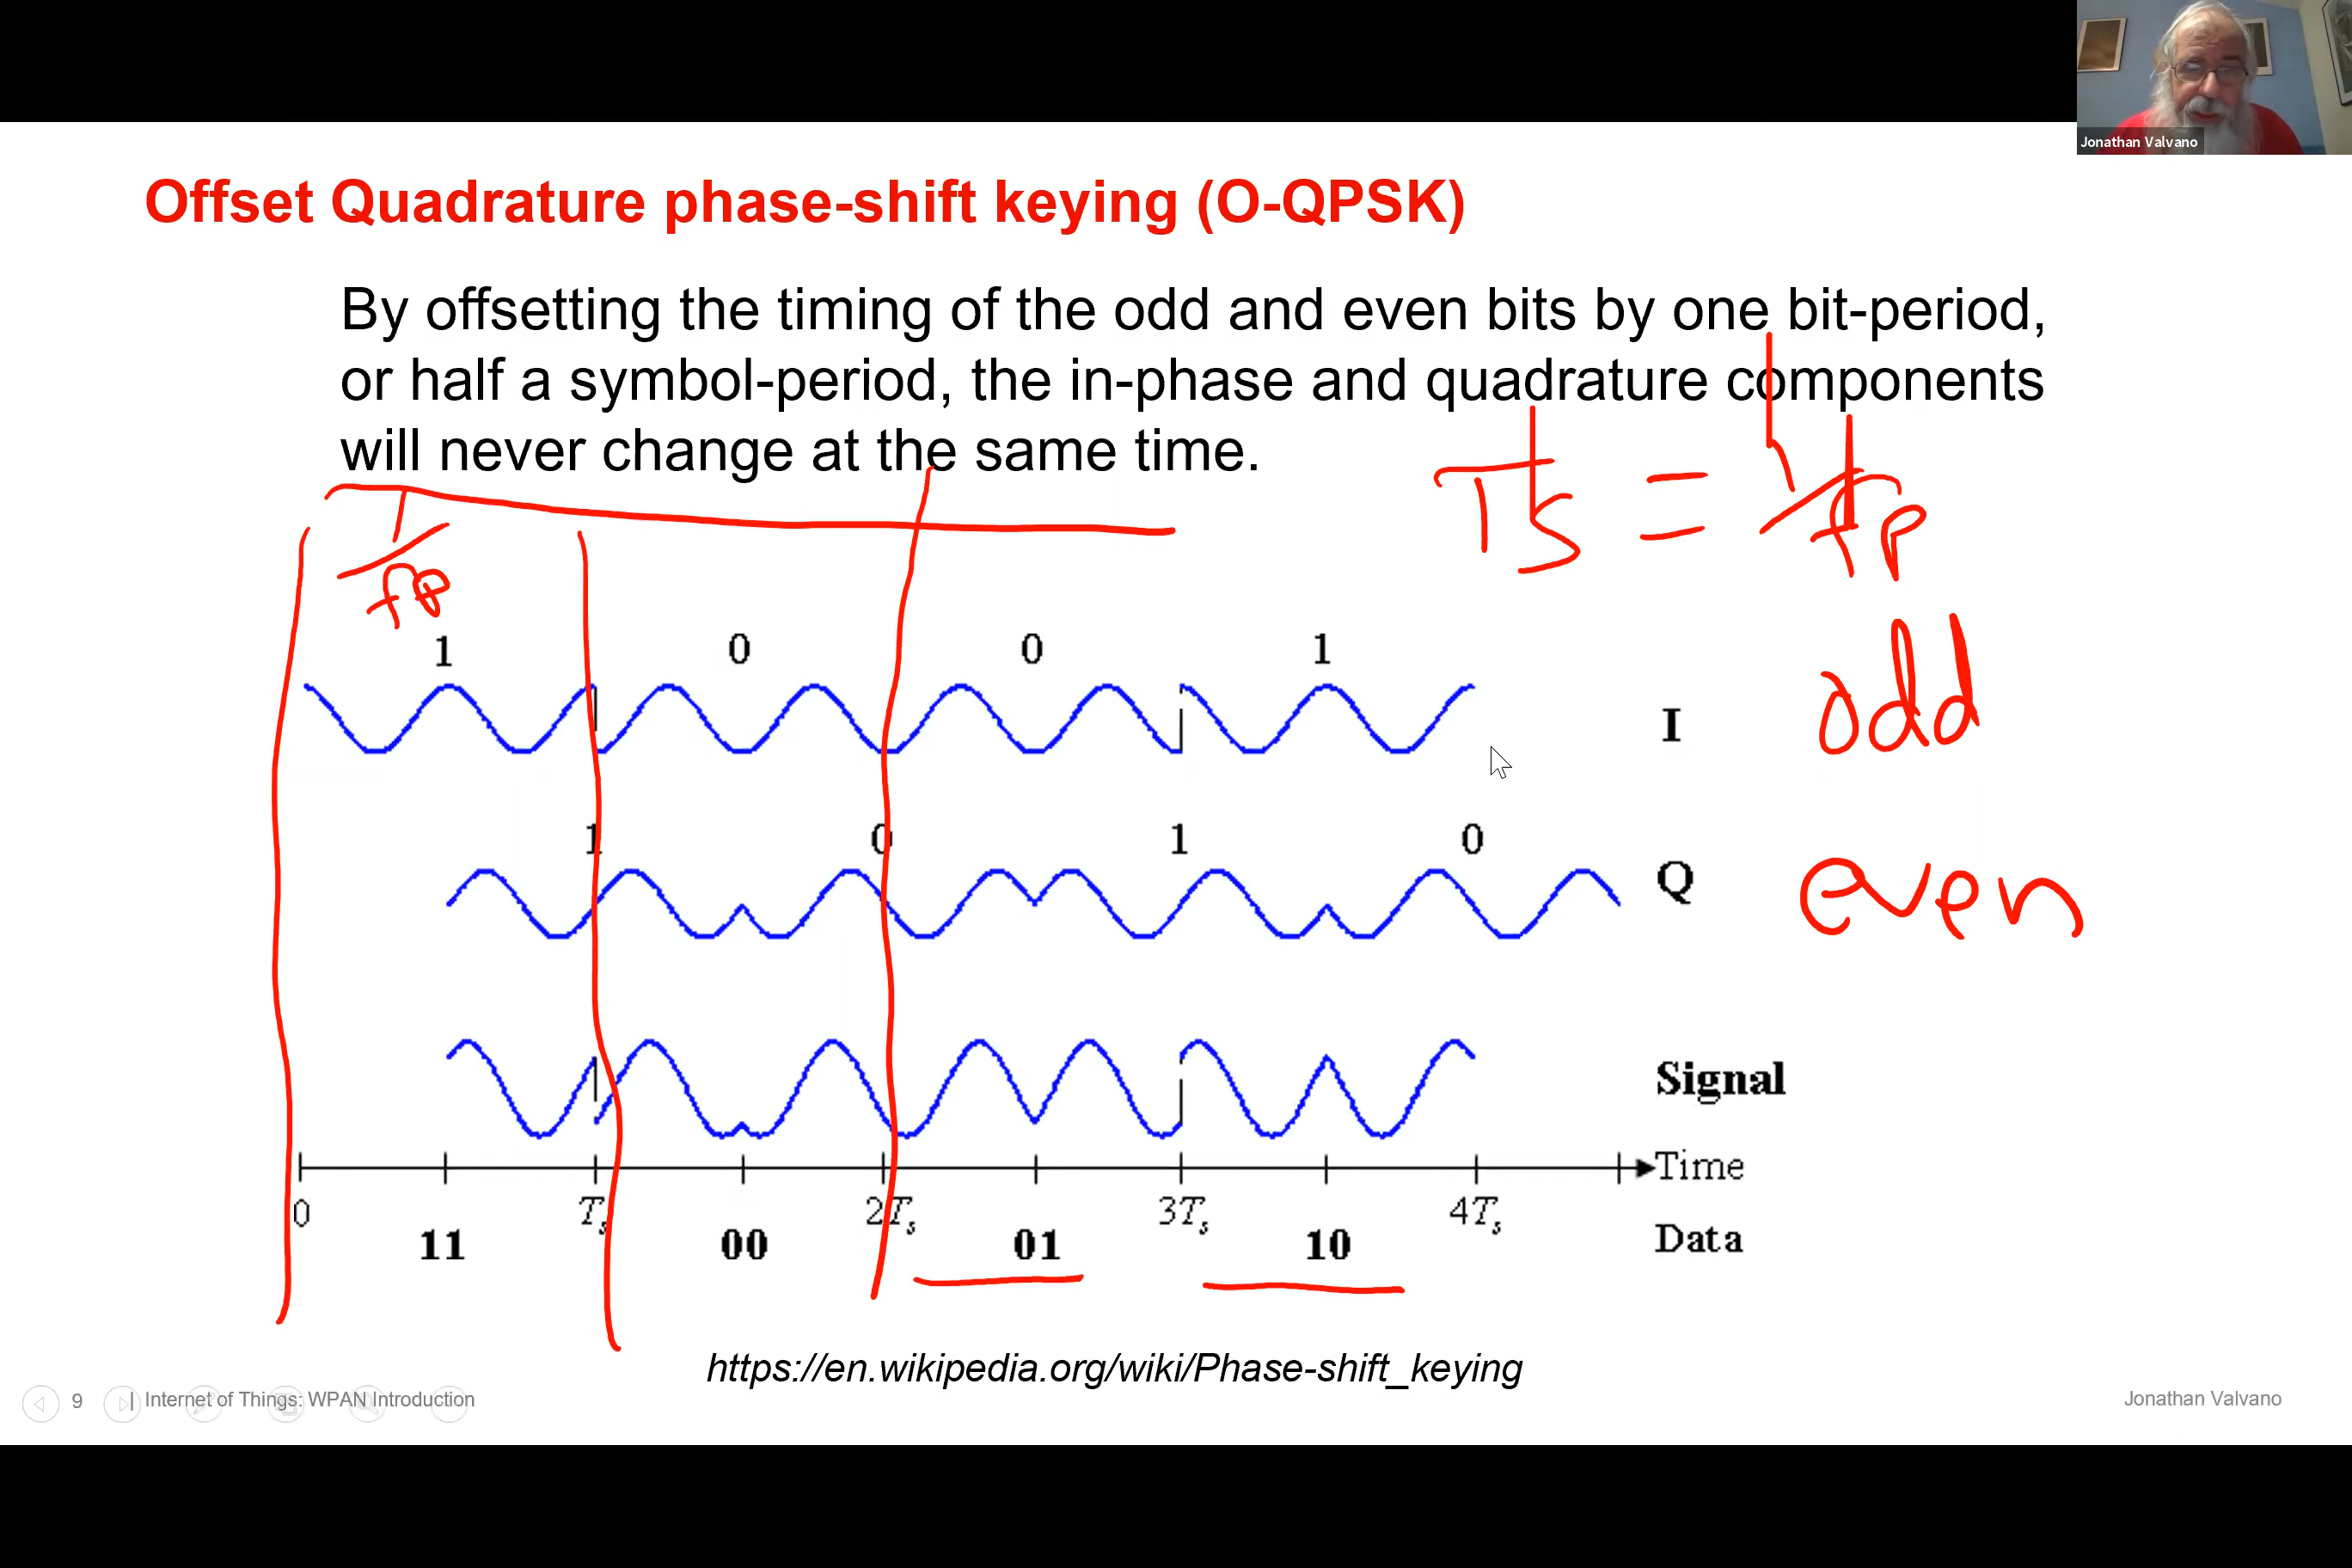 Jonathan Valvano
Offset Quadrature phase-shift keying (O-QPSK)
By offsetting the timing of the odd and even bits by one bit-period,
or half a symbol-period, the in-phase and quadrature components
will never change at the same time.
Ts = 1/fp
1/fp
1 0 0 1
I odd
1 0 1 0
Q even
Signal
Time
0 Ts 2Ts 3Ts 4Ts
11 00 01 10 Data
https://en.wikipedia.org/wiki/Phase-shift_keying
9 | Internet of Things: WPAN Introduction
Jonathan Valvano